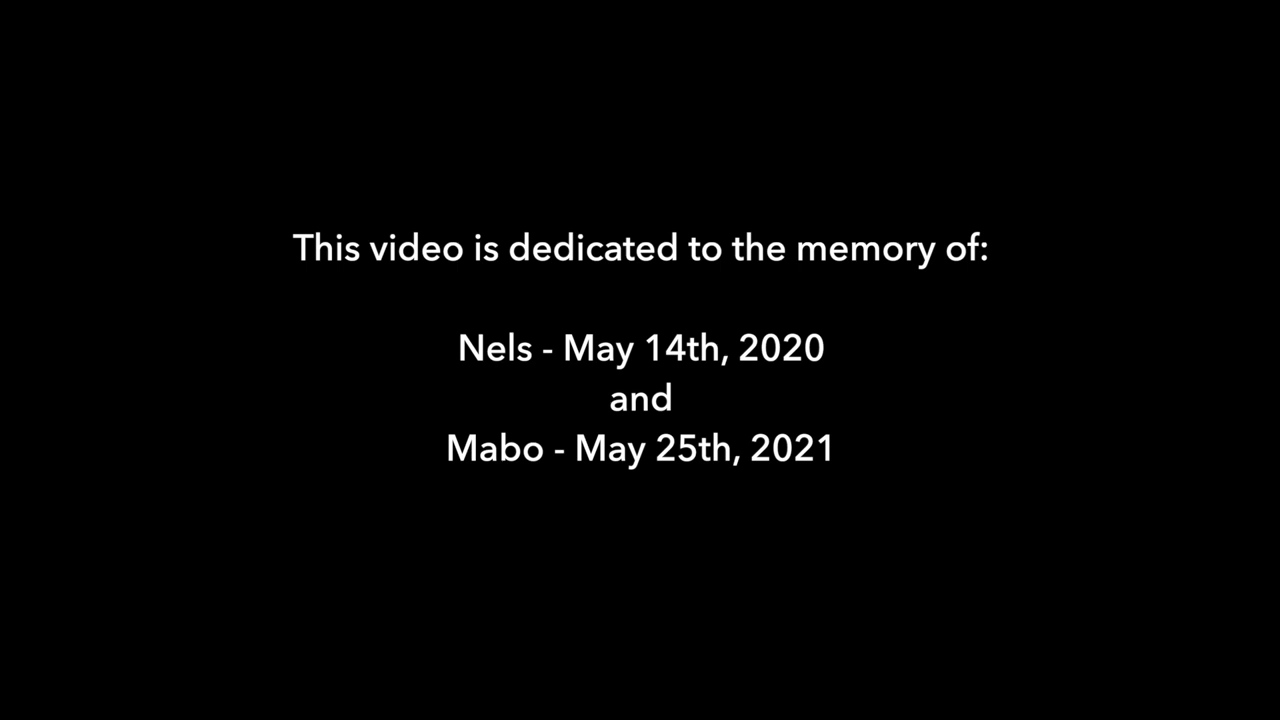 This video is dedicated to the memory of:
Nels - May 14th, 2020
and
Mabo - May 25th, 2021